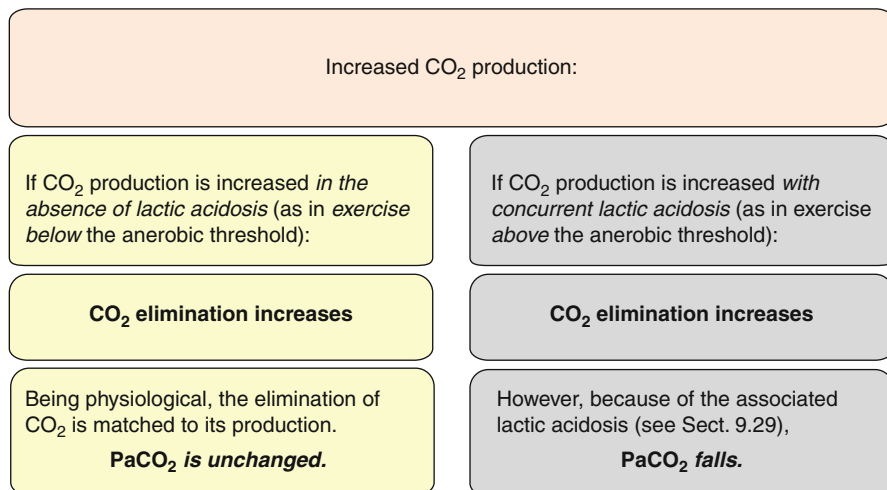 Increased CO₂ production:
If CO₂ production is increased in the
absence of lactic acidosis (as in exercise
below the anerobic threshold):
CO₂ elimination increases
Being physiological, the elimination of
CO₂ is matched to its production.
PaCO₂ is unchanged.
If CO₂ production is increased with
concurrent lactic acidosis (as in exercise
above the anerobic threshold):
CO₂ elimination increases
However, because of the associated
lactic acidosis (see Sect. 9.29),
PaCO₂ falls.